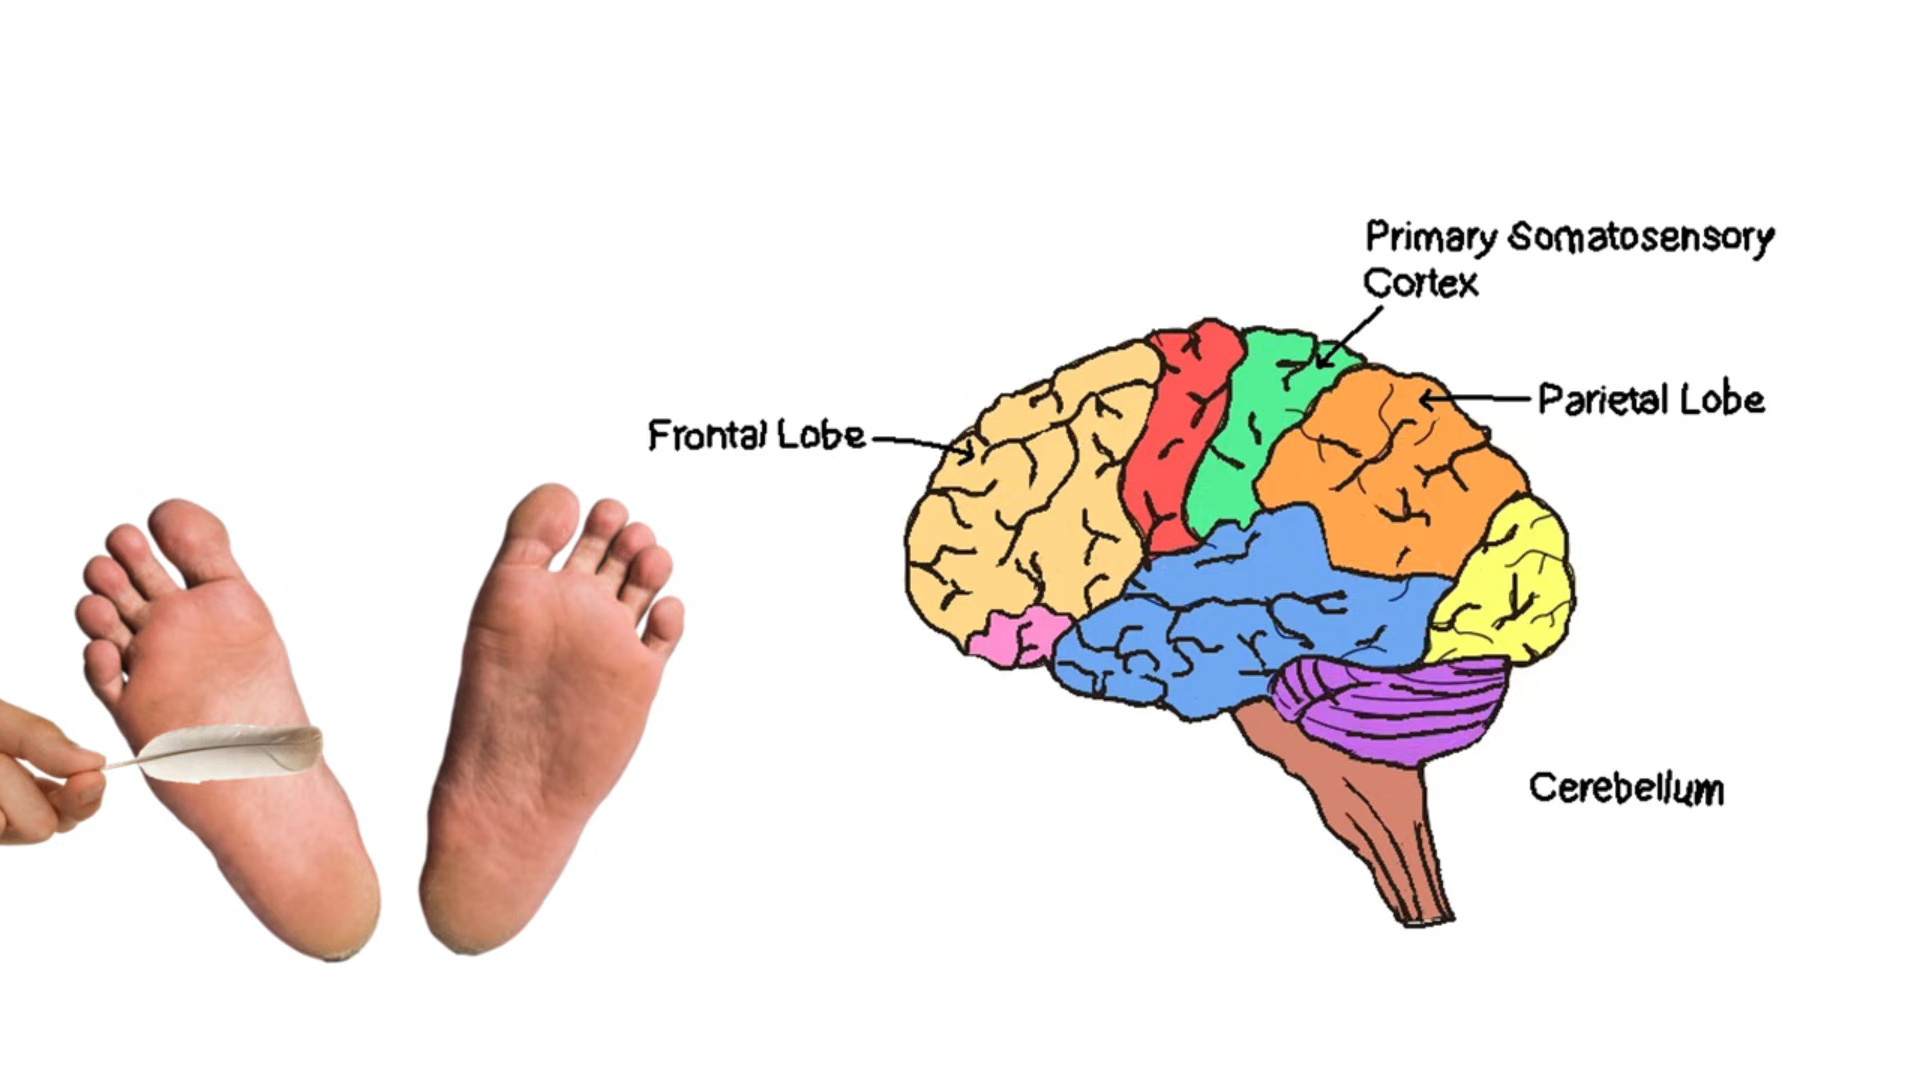 Primary Somatosensory
Cortex
Parietal Lobe
Frontal Lobe
Cerebellum